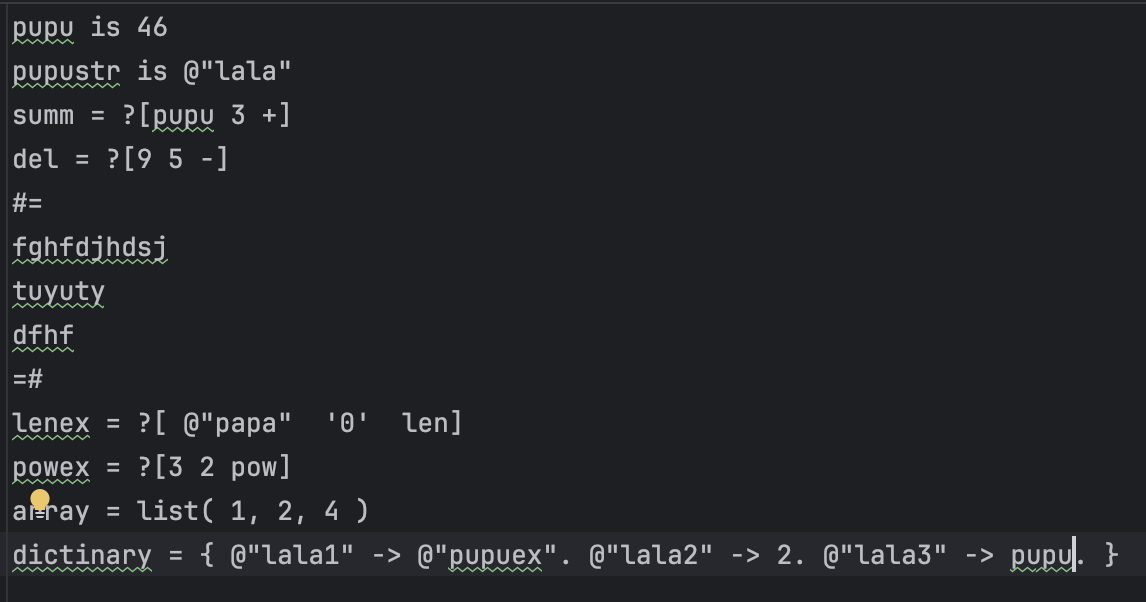 pupu is 46
pupustr is @"lala"
summ = ?[pupu 3 +]
del = ?[9 5 -]
#=
fghfdjhdsj
tuyuty
dfhf
=#
lenex = ?[ @"papa"  '0'  len]
powex = ?[3 2 pow]
array = list( 1, 2, 4 )
dictinary = { @"lala1" -> @"pupuex". @"lala2" -> 2. @"lala3" -> pupu. }